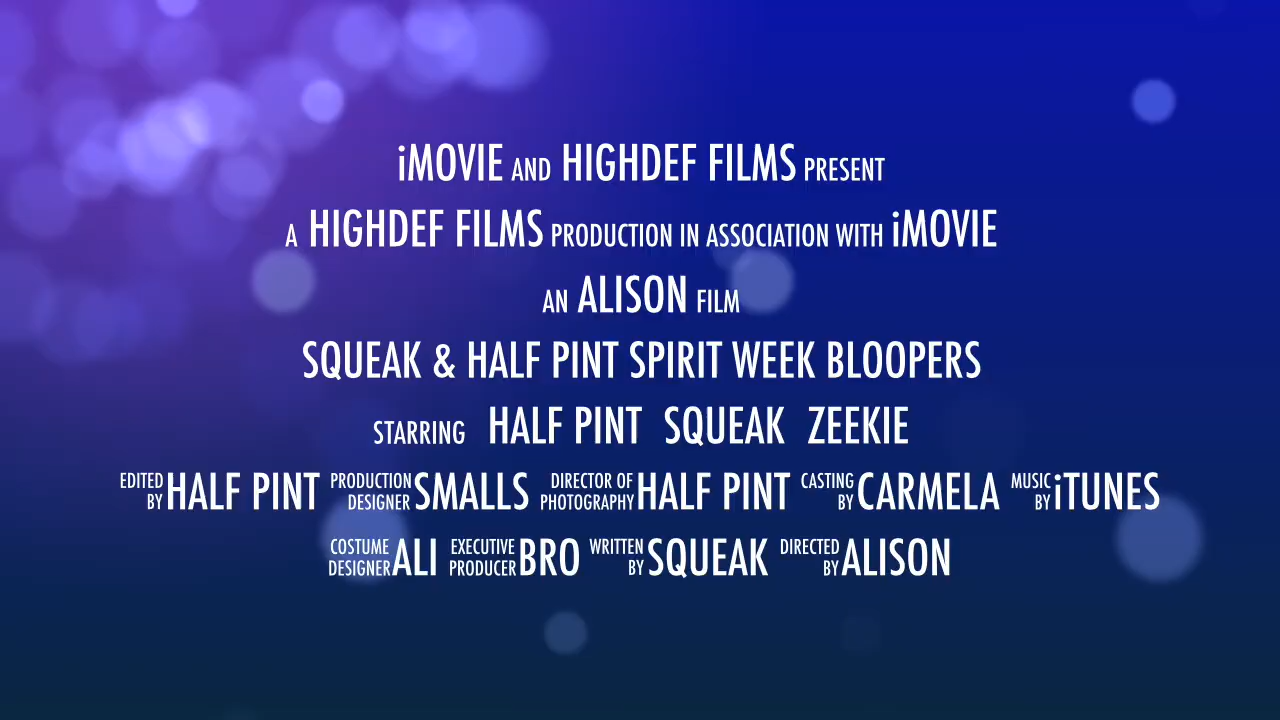 iMOVIE AND HIGHDEF FILMS PRESENT
A HIGHDEF FILMS PRODUCTION IN ASSOCIATION WITH iMOVIE
AN ALISON FILM
SQUEAK & HALF PINT SPIRIT WEEK BLOOPERS
STARRING HALF PINT SQUEAK ZEEKIE
EDITED BY HALF PINT PRODUCTION DESIGNER SMALLS DIRECTOR OF PHOTOGRAPHY HALF PINT CASTING BY CARMELA MUSIC BY iTUNES
COSTUME DESIGNER ALI EXECUTIVE PRODUCER BRO WRITTEN BY SQUEAK DIRECTED BY ALISON